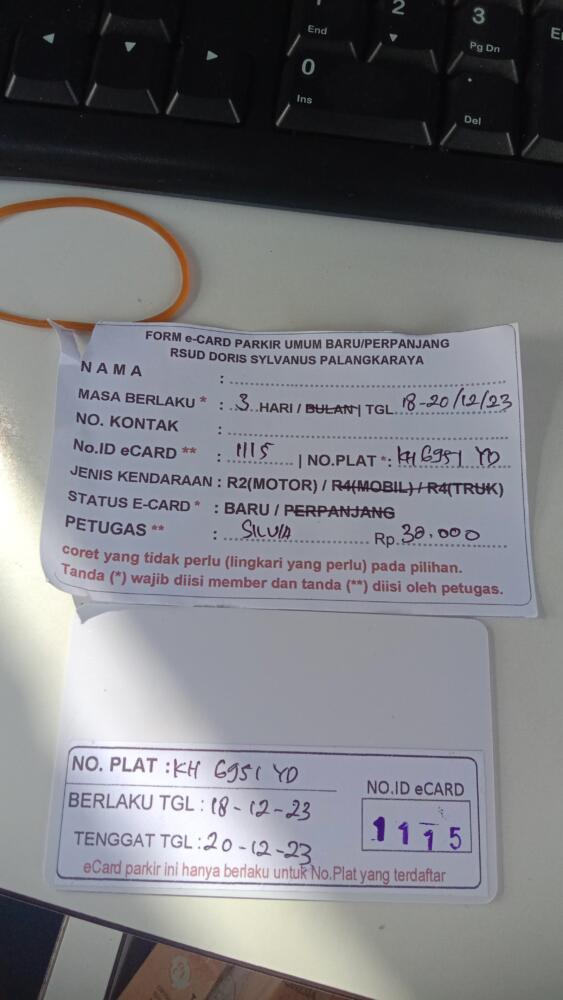 2
3
End
Pg Dn
0
Ins
.
Del
FORM e-CARD PARKIR UMUM BARU/PERPANJANG
RSUD DORIS SYLVANUS PALANGKARAYA
NAMA :
MASA BERLAKU * : 3 HARI / BULAN | TGL 18-20/12/23
NO. KONTAK :
No.ID eCARD ** : 1115 | NO.PLAT *: KH 6951 YD
JENIS KENDARAAN : R2(MOTOR) / R4(MOBIL) / R4(TRUK)
STATUS E-CARD * : BARU / PERPANJANG
PETUGAS ** : SILVIA Rp. 30.000
coret yang tidak perlu (lingkari yang perlu) pada pilihan.
Tanda (*) wajib diisi member dan tanda (**) diisi oleh petugas.
NO. PLAT : KH 6951 YD
BERLAKU TGL : 18-12-23
TENGGAT TGL : 20-12-23
NO.ID eCARD
1115
eCard parkir ini hanya berlaku untuk No.Plat yang terdaftar